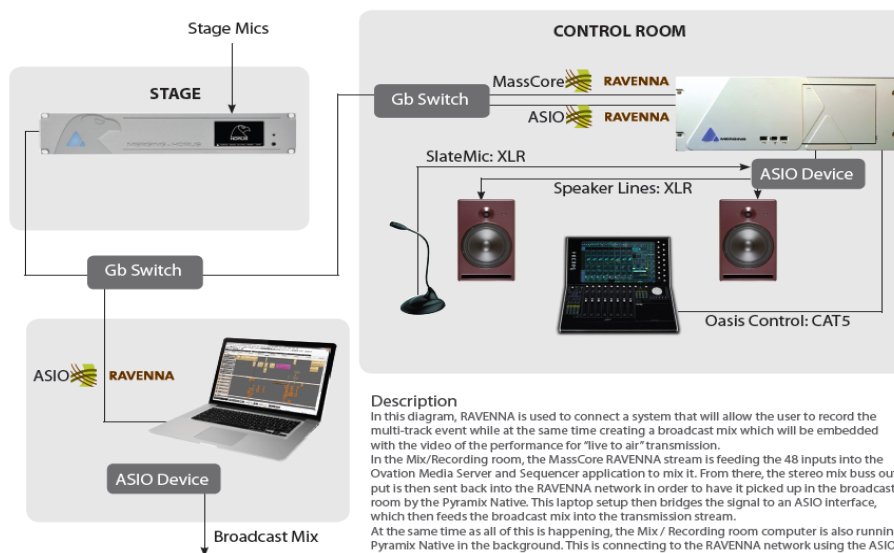 Stage Mics
CONTROL ROOM
STAGE
MassCore RAVENNA
Gb Switch
ASIO RAVENNA
HORUS
MERGING
SlateMic: XLR
ASIO Device
Speaker Lines: XLR
Gb Switch
Oasis Control: CAT5
ASIO RAVENNA
ASIO Device
Broadcast Mix
Description
In this diagram, RAVENNA is used to connect a system that will allow the user to record the
multi-track event while at the same time creating a broadcast mix which will be embedded
with the video of the performance for "live to air" transmission.
In the Mix/Recording room, the MassCore RAVENNA stream is feeding the 48 inputs into the
Ovation Media Server and Sequencer application to mix it. From there, the stereo mix buss out
put is then sent back into the RAVENNA network in order to have it picked up in the broadcast
room by the Pyramix Native. This laptop setup then bridges the signal to an ASIO interface,
which then feeds the broadcast mix into the transmission stream.
At the same time as all of this is happening, the Mix / Recording room computer is also runnin
Pyramix Native in the background. This is connecting to the RAVENNA network using the ASIO